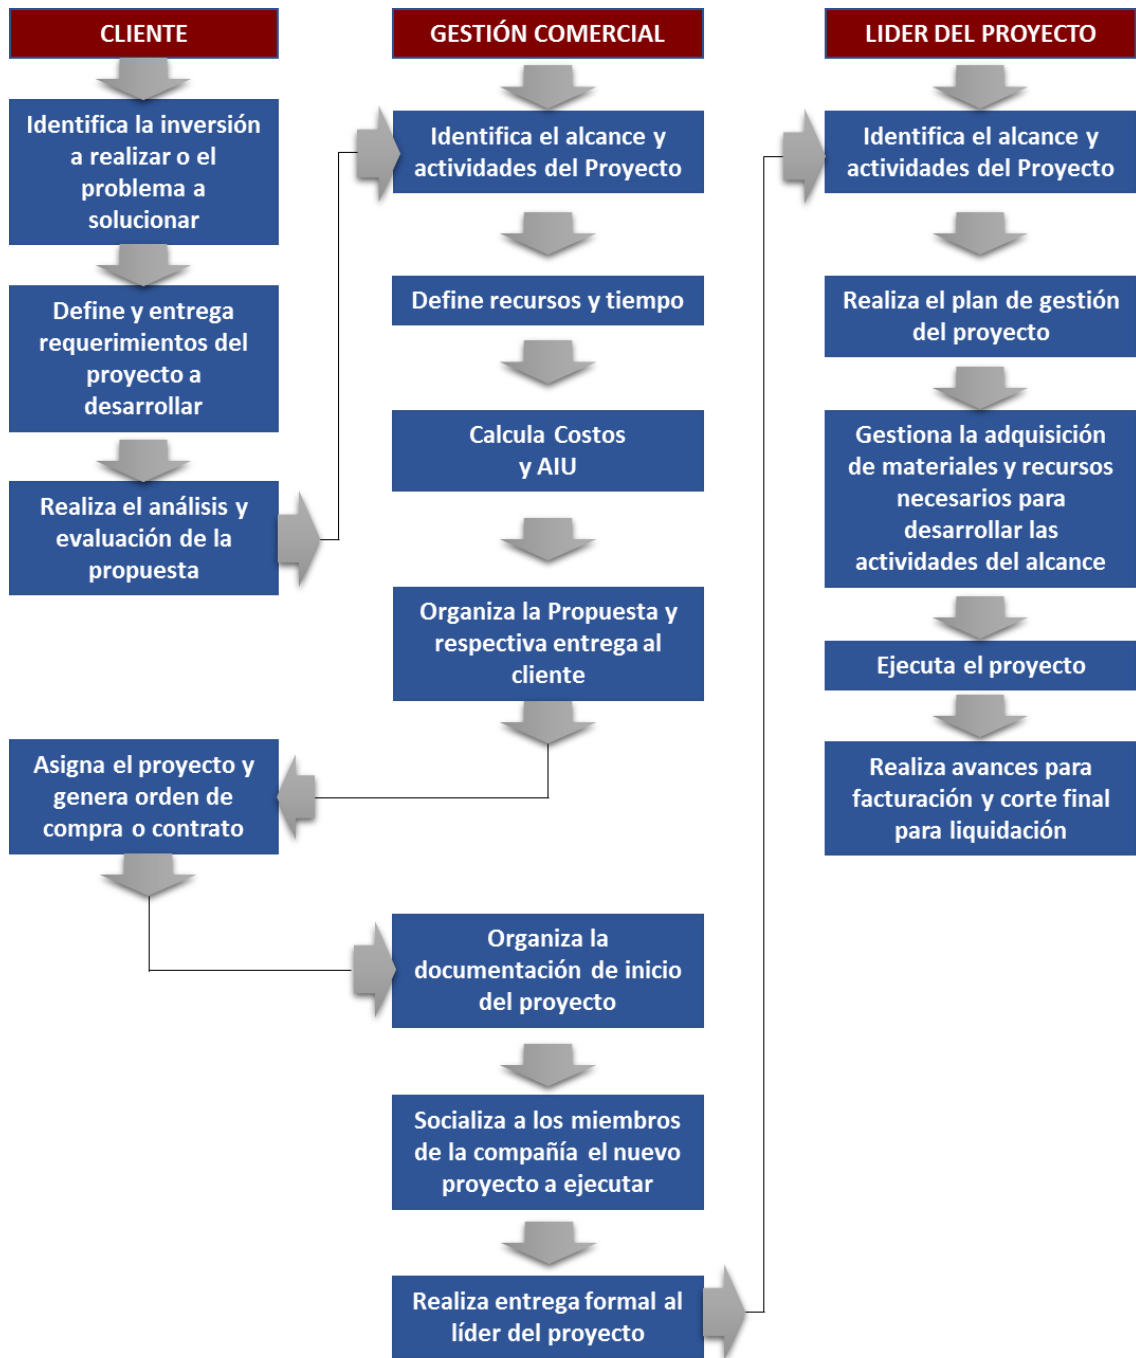 CLIENTE
Identifica la inversión
a realizar o el
problema a
solucionar
Define y entrega
requerimientos del
proyecto a
desarrollar
Realiza el análisis y
evaluación de la
propuesta
Asigna el proyecto y
genera orden de
compra o contrato
GESTIÓN COMERCIAL
Identifica el alcance y
actividades del Proyecto
Define recursos y tiempo
Calcula Costos
y AIU
Organiza la Propuesta y
respectiva entrega al
cliente
Organiza la
documentación de inicio
del proyecto
Socializa a los miembros
de la compañía el nuevo
proyecto a ejecutar
Realiza entrega formal al
líder del proyecto
LIDER DEL PROYECTO
Identifica el alcance y
actividades del Proyecto
Realiza el plan de gestión
del proyecto
Gestiona la adquisición
de materiales y recursos
necesarios para
desarrollar las
actividades del alcance
Ejecuta el proyecto
Realiza avances para
facturación y corte final
para liquidación